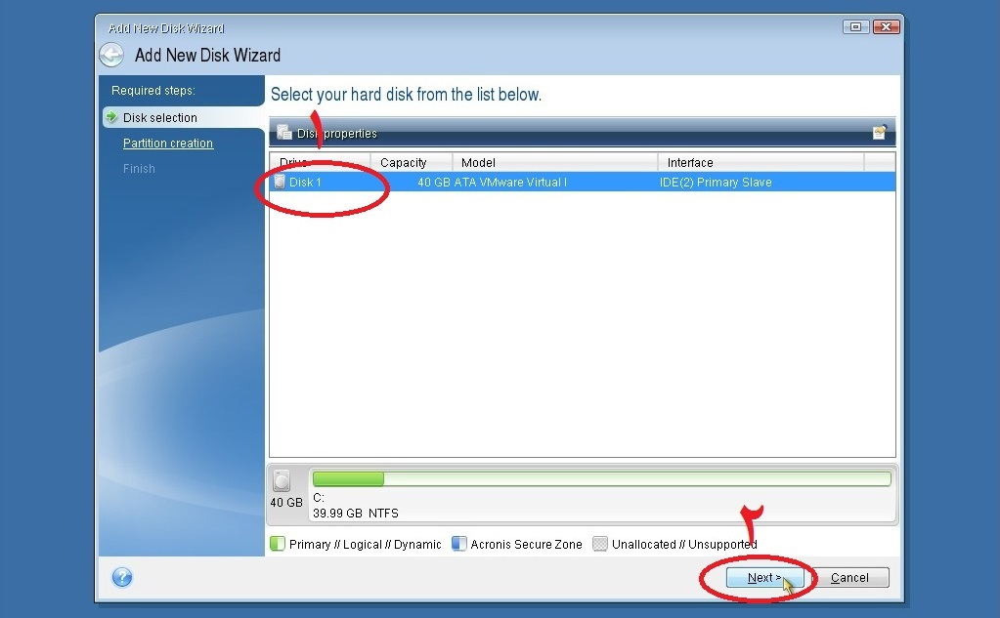 Add New Disk Wizard
Add New Disk Wizard
Required steps:
Disk selection
Partition creation
Finish
Select your hard disk from the list below.
۱
Disk properties
Drive Capacity Model Interface
Disk 1 40 GB ATA VMware Virtual I IDE(2) Primary Slave
40 GB
C:
39.99 GB NTFS
Primary // Logical // Dynamic Acronis Secure Zone Unallocated // Unsupported
۲
Next > Cancel
?